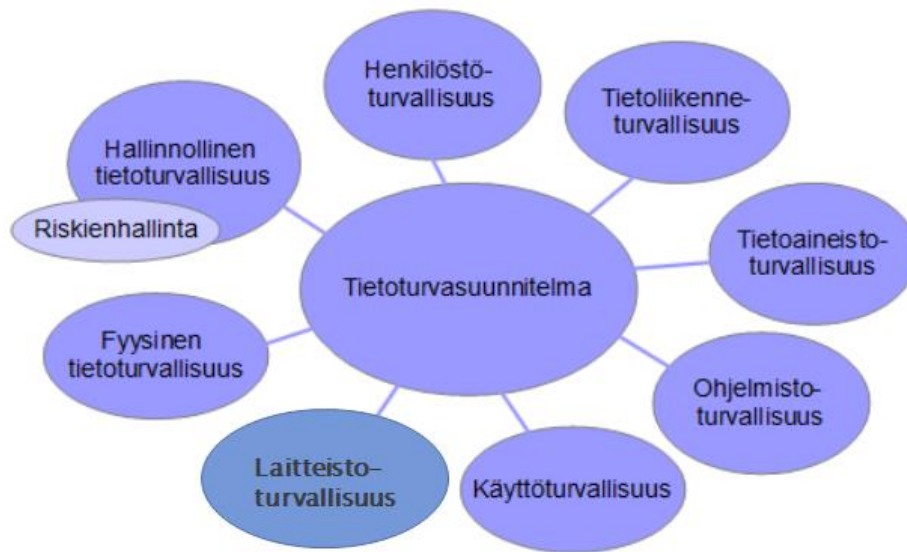 Henkilöstö-
turvallisuus
Tietoliikenne-
turvallisuus
Hallinnollinen
tietoturvallisuus
Riskienhallinta
Tietoaineisto-
turvallisuus
Tietoturvasuunnitelma
Fyysinen
tietoturvallisuus
Ohjelmisto-
turvallisuus
Laitteisto-
turvallisuus
Käyttöturvallisuus